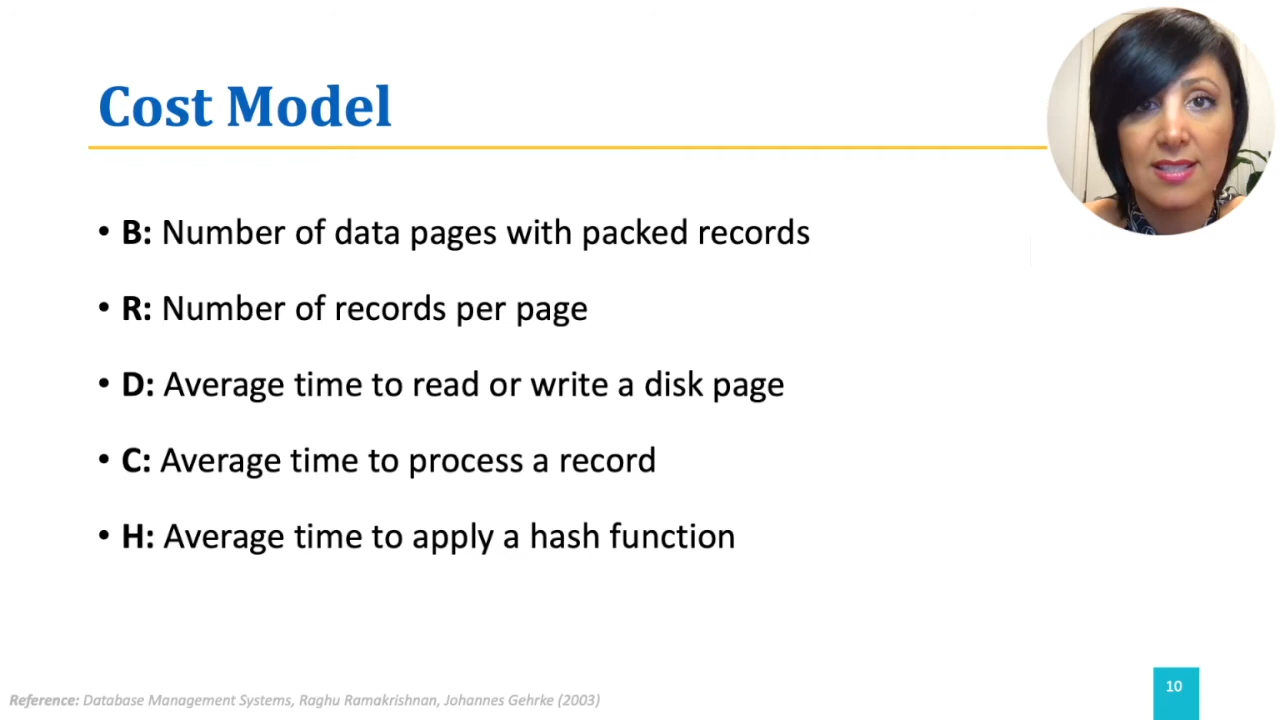 Cost Model
• B: Number of data pages with packed records
• R: Number of records per page
• D: Average time to read or write a disk page
• C: Average time to process a record
• H: Average time to apply a hash function
Reference: Database Management Systems, Raghu Ramakrishnan, Johannes Gehrke (2003)
10